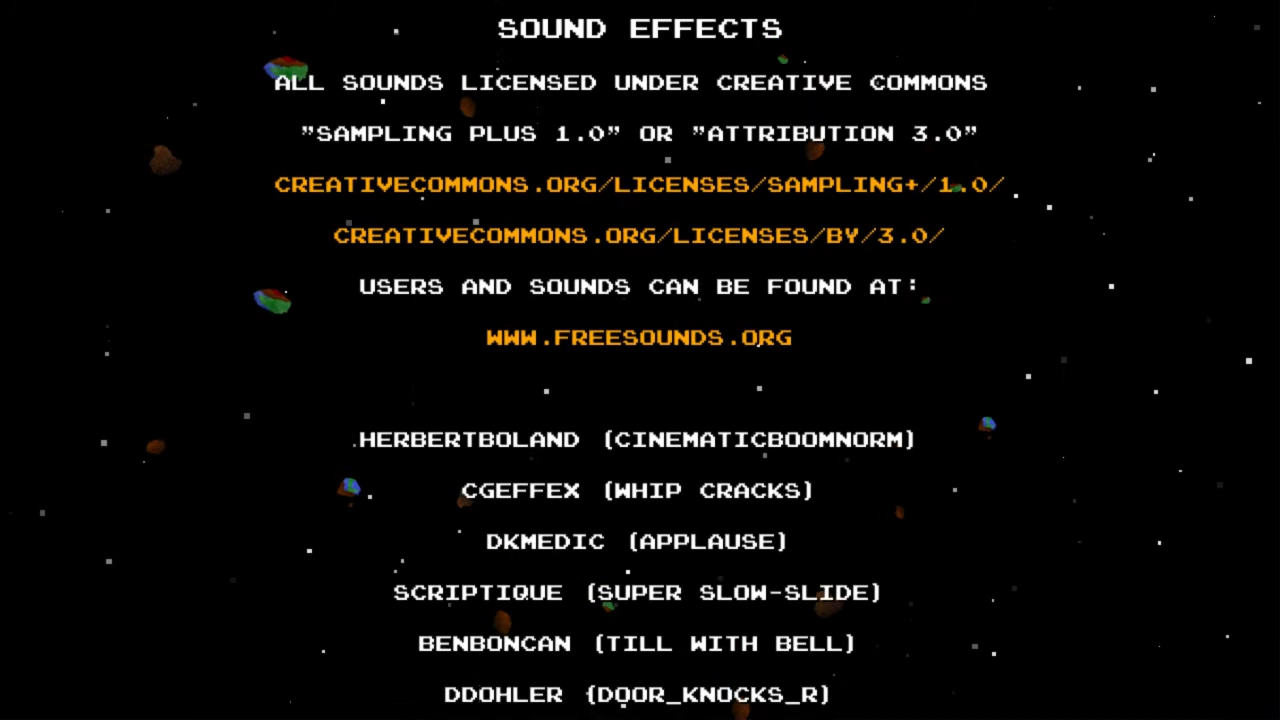 SOUND EFFECTS
ALL SOUNDS LICENSED UNDER CREATIVE COMMONS
"SAMPLING PLUS 1.0" OR "ATTRIBUTION 3.0"
CREATIVECOMMONS.ORG/LICENSES/SAMPLING+/1.0/
CREATIVECOMMONS.ORG/LICENSES/BY/3.0/
USERS AND SOUNDS CAN BE FOUND AT:
WWW.FREESOUNDS.ORG
HERBERTBOLAND (CINEMATICBOOMNORM)
CGEFFEX (WHIP CRACKS)
DKMEDIC (APPLAUSE)
SCRIPTIQUE (SUPER SLOW-SLIDE)
BENBONCAN (TILL WITH BELL)
DDOHLER (DOOR_KNOCKS_R)